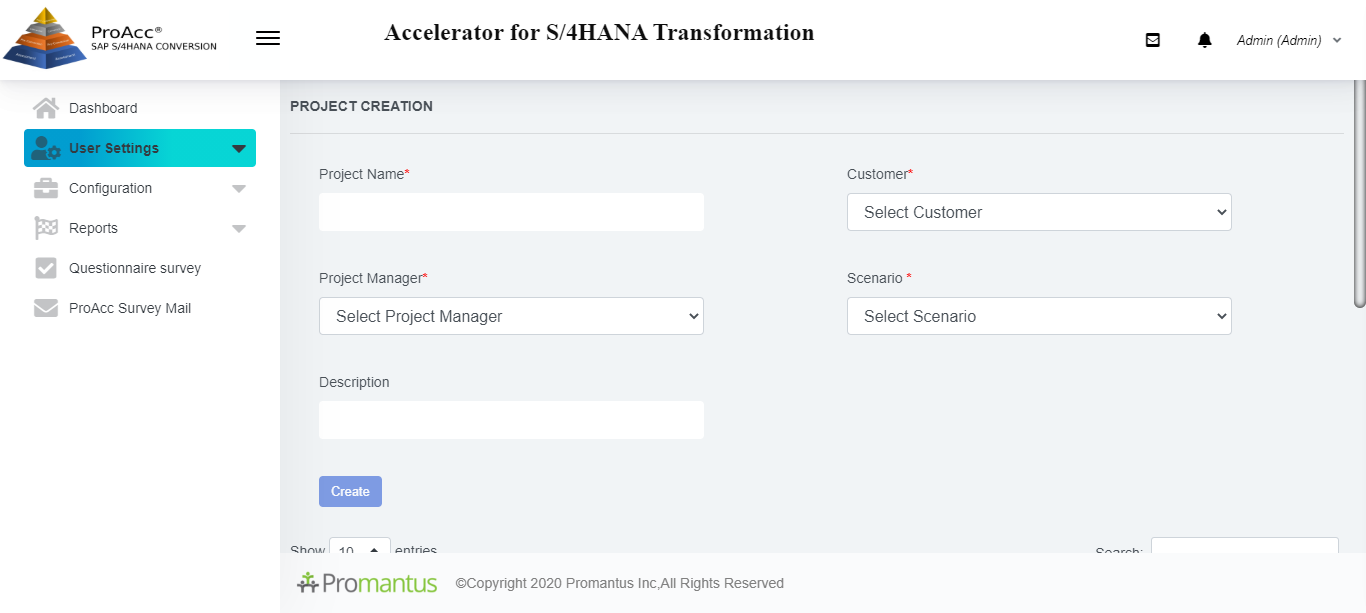 ProAcc®
SAP S/4HANA CONVERSION
Accelerator for S/4HANA Transformation
Admin (Admin)
Dashboard
User Settings
Configuration
Reports
Questionnaire survey
ProAcc Survey Mail
PROJECT CREATION
Project Name*
Customer*
Select Customer
Project Manager*
Scenario *
Select Project Manager
Select Scenario
Description
Create
Show 10 entries
Search:
Promantus
©Copyright 2020 Promantus Inc,All Rights Reserved